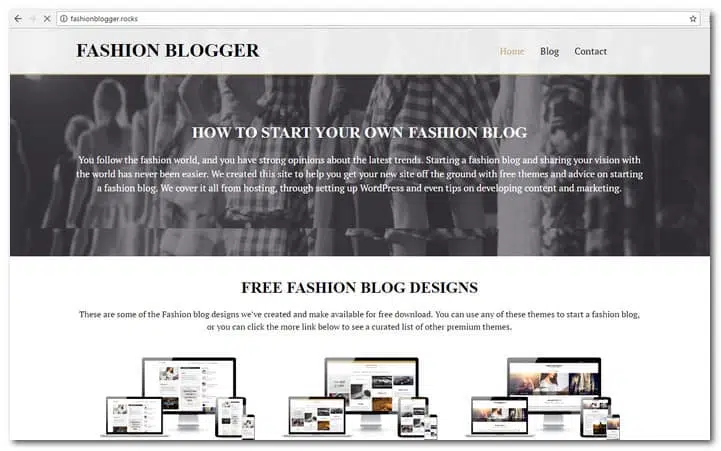 fashionblogger.rocks
FASHION BLOGGER
Home Blog Contact
HOW TO START YOUR OWN FASHION BLOG
You follow the fashion world, and you have strong opinions about the latest trends. Starting a fashion blog and sharing your vision with
the world has never been easier. We created this site to help you get your new site off the ground with free themes and advice on starting
a fashion blog. We cover it all from hosting, through setting up WordPress and even tips on developing content and marketing.
FREE FASHION BLOG DESIGNS
These are some of the Fashion blog designs we've created and make available for free download. You can use any of these themes to start a fashion blog,
or you can click the more link below to see a curated list of other premium themes.